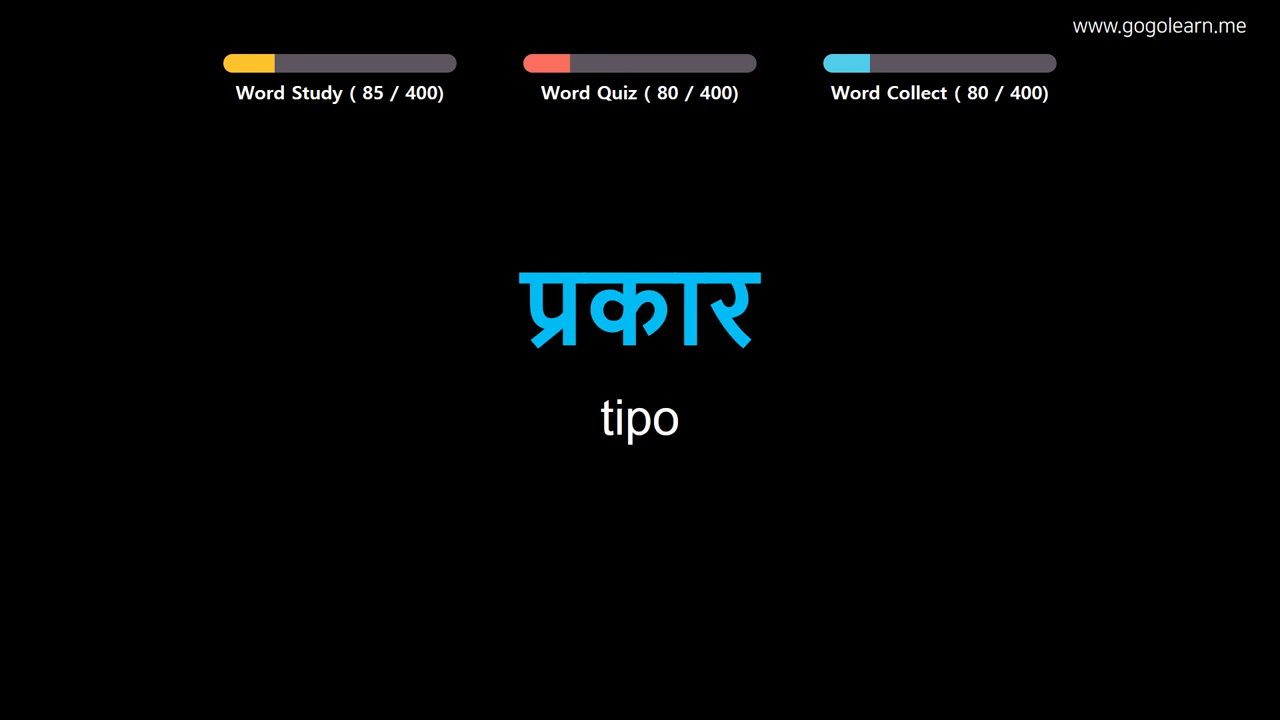 www.gogolearn.me
Word Study ( 85 / 400)
Word Quiz ( 80 / 400)
Word Collect ( 80 / 400)
प्रकार
tipo